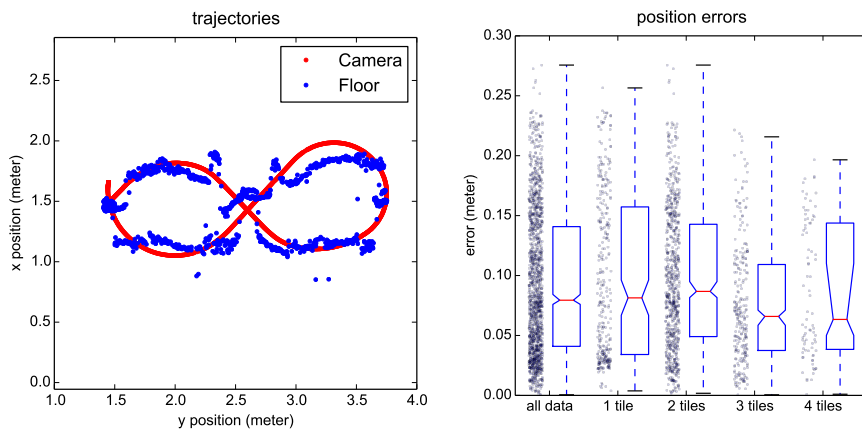 trajectories
Camera
Floor
2.5
2.0
1.5
1.0
0.5
0.0
x position (meter)
1.0 1.5 2.0 2.5 3.0 3.5 4.0
y position (meter)
position errors
0.30
0.25
0.20
0.15
0.10
0.05
0.00
error (meter)
all data 1 tile 2 tiles 3 tiles 4 tiles